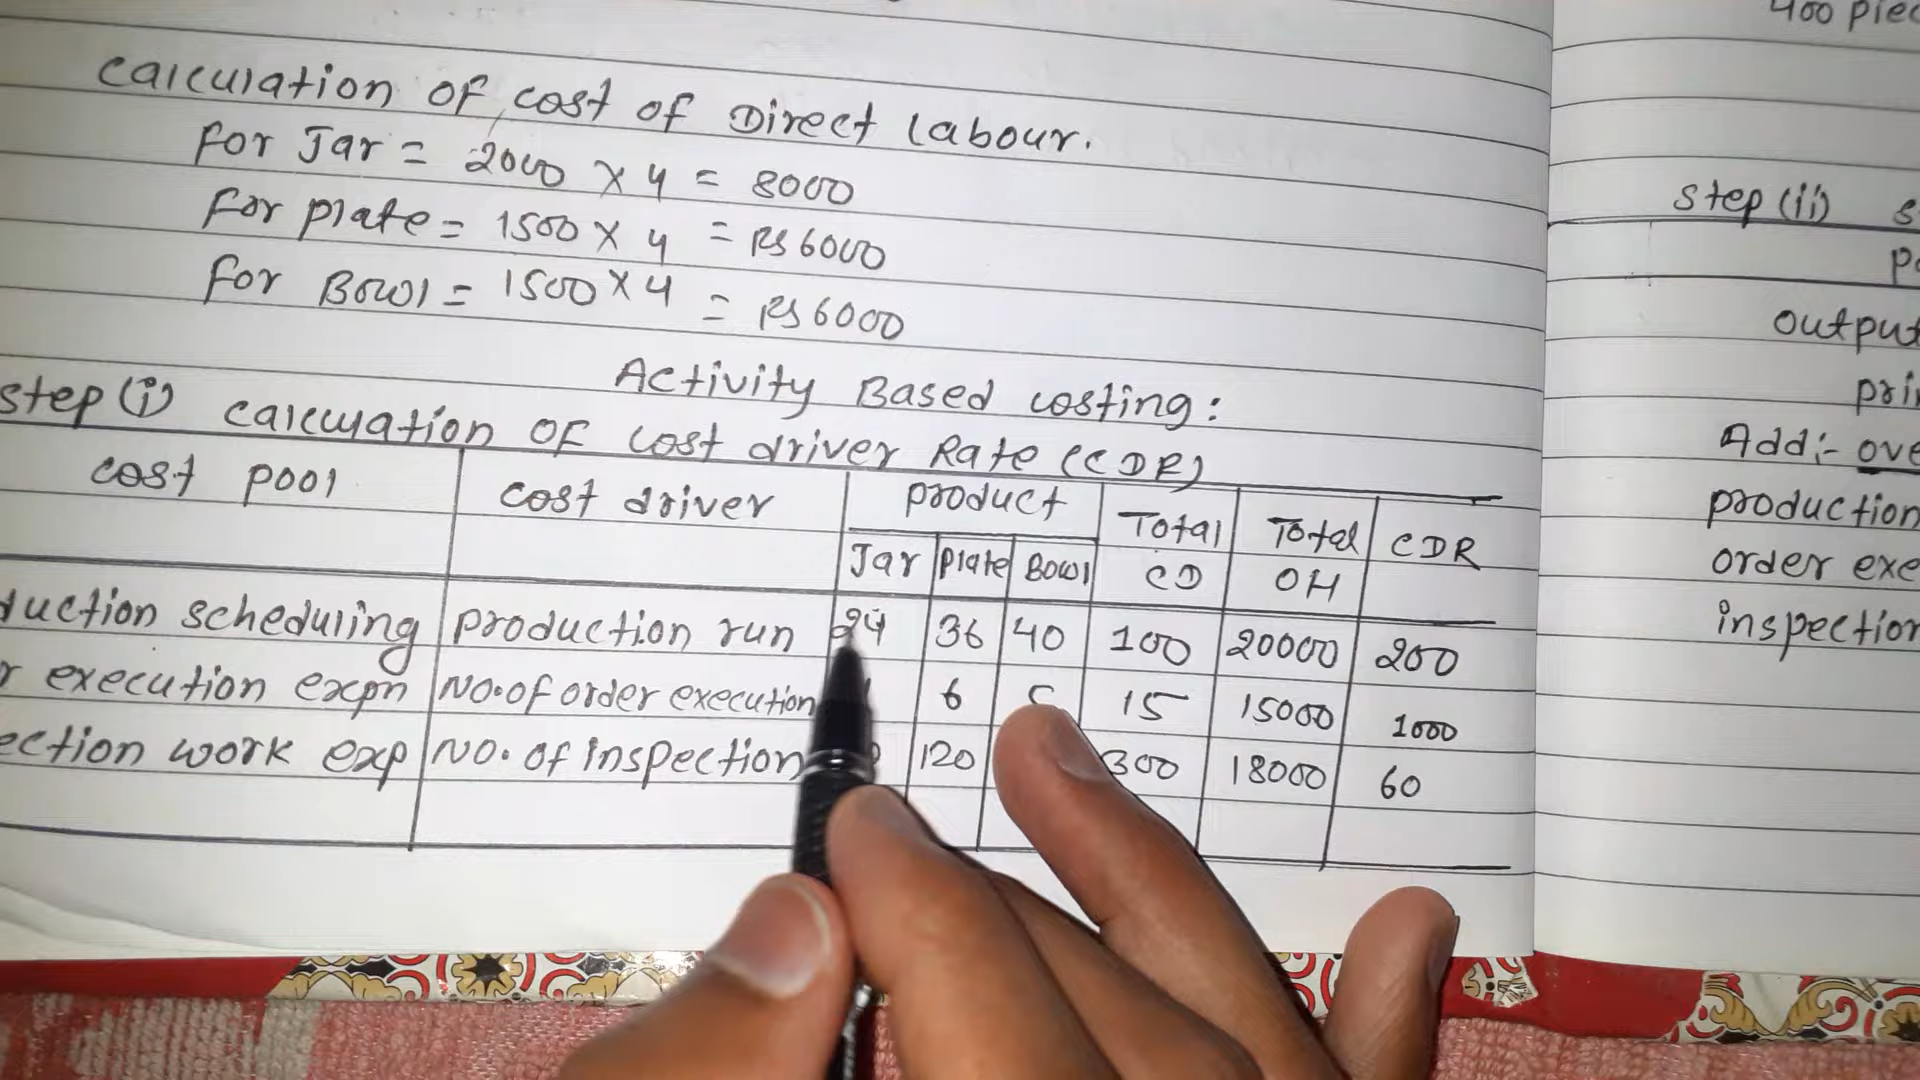 Calculation of cost of Direct labour.
For Jar = 2000 × 4 = 8000
For plate = 1500 × 4 = Rs 6000
For Bowl = 1500 × 4 = Rs 6000
Activity Based costing:
step (i) calculation of cost driver Rate (CDR)
cost pool cost driver product Total CD Total OH CDR
Jar Plate Bowl
duction scheduling production run 24 36 40 100 20000 200
r execution expn No. of order execution 6 15 15000 1000
ection work exp No. of inspection 120 300 18000 60
400 piec
step (ii) s
output
Add:- ove
production
order exe
inspection